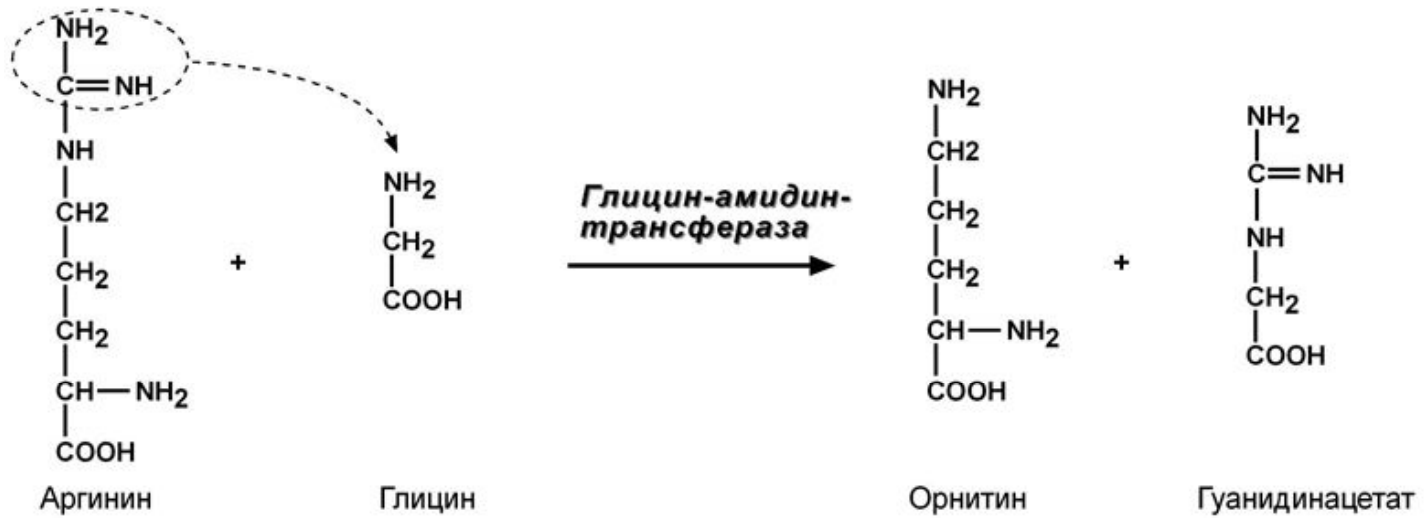 NH2
C=NH
NH
CH2
CH2
CH2
CH—NH2
COOH
+
NH2
CH2
COOH
Глицин-амидин-
трансфераза
NH2
CH2
CH2
CH2
CH—NH2
COOH
+
NH2
C=NH
NH
CH2
COOH
Аргинин
Глицин
Орнитин
Гуанидинацетат